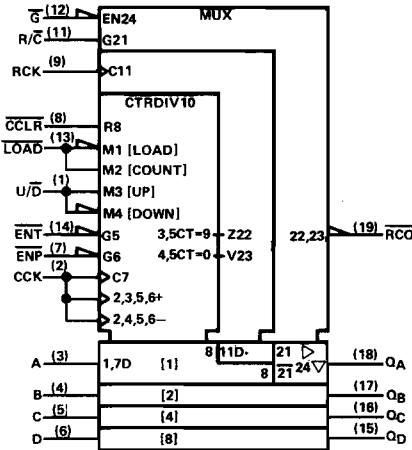 G (12) EN24 MUX
R/C (11) G21
RCK (9) C11
CTRDIV10
CCLR (8) R8
LOAD (13) M1 [LOAD]
M2 [COUNT]
U/D (1) M3 [UP]
M4 [DOWN]
ENT (14) G5 3,5CT=9 Z22 22,23 (19) RCO
ENP (7) G6 4,5CT=0 V23
CCK (2) C7
2,3,5,6+
2,4,5,6−
A (3) 1,7D [1] 8 11D 8 21 21 24 (18) QA
B (4) [2] (17) QB
C (5) [4] (16) QC
D (6) [8] (15) QD